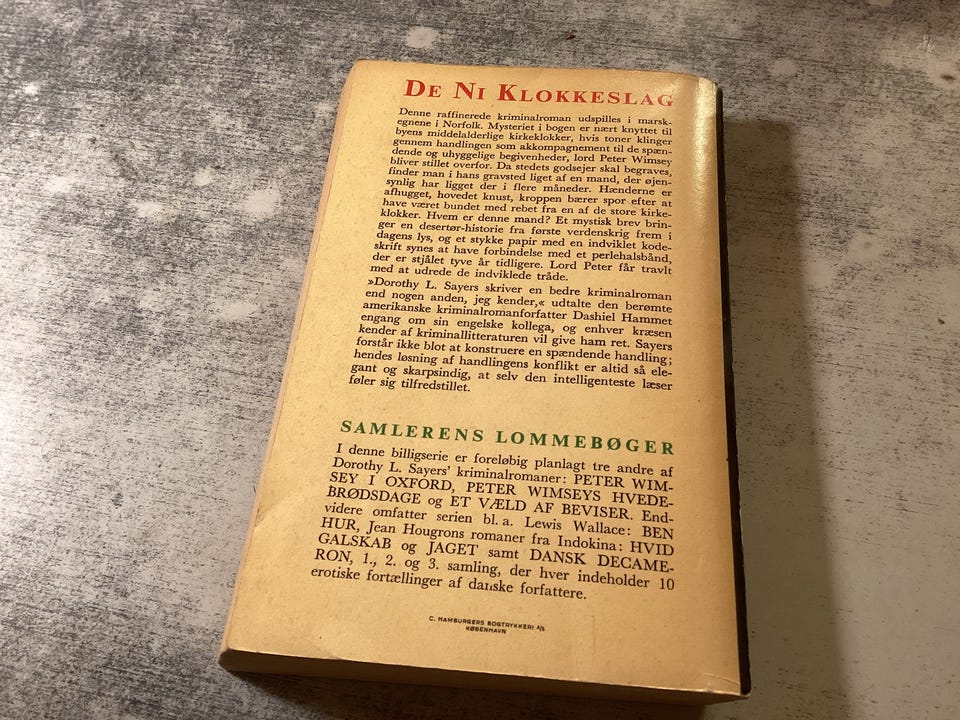 DE NI KLOKKESLAG
Denne raffinerede kriminalroman udspilles i marsk-
egnene i Norfolk. Mysteriet i bogen er nært knyttet til
byens middelalderlige kirkeklokker, hvis toner klinger
gennem handlingen som akkompagnement til de spæn-
dende og uhyggelige begivenheder, lord Peter Wimsey
bliver stillet overfor. Da stedets godsejer skal begraves,
finder man i hans gravsted liget af en mand, der øjen-
synlig har ligget der i flere måneder. Hænderne er
afhugget, hovedet knust, kroppen bærer spor efter at
have været bundet med rebet fra en af de store kirke-
klokker. Hvem er denne mand? Et mystisk brev brin-
ger en desertør-historie fra første verdenskrig frem i
dagens lys, og et stykke papir med en indviklet kode-
skrift synes at have forbindelse med et perlehalsbånd,
der er stjålet tyve år tidligere. Lord Peter får travlt
med at udrede de indviklede tråde.
»Dorothy L. Sayers skriver en bedre kriminalroman
end nogen anden, jeg kender,« udtalte den berømte
amerikanske kriminalromanforfatter Dashiel Hammet
engang om sin engelske kollega, og enhver kræsen
kender af kriminallitteraturen vil give ham ret. Sayers
forstår ikke blot at konstruere en spændende handling;
hendes løsning af handlingens konflikt er altid så ele-
gant og skarpsindig, at selv den intelligenteste læser
føler sig tilfredstillet.
SAMLERENS LOMMEBØGER
I denne billigserie er foreløbig planlagt tre andre af
Dorothy L. Sayers' kriminalromaner: PETER WIM-
SEY I OXFORD, PETER WIMSEYS HVEDE-
BRØDSDAGE og ET VÆLD AF BEVISER. End-
videre omfatter serien bl. a. Lewis Wallace: BEN
HUR, Jean Hougrons romaner fra Indokina: HVID
GALSKAB og JAGET samt DANSK DECAME-
RON, 1., 2. og 3. samling, der hver indeholder 10
erotiske fortællinger af danske forfattere.
C. HAMBURGERS BOGTRYKKERI A/S
KØBENHAVN